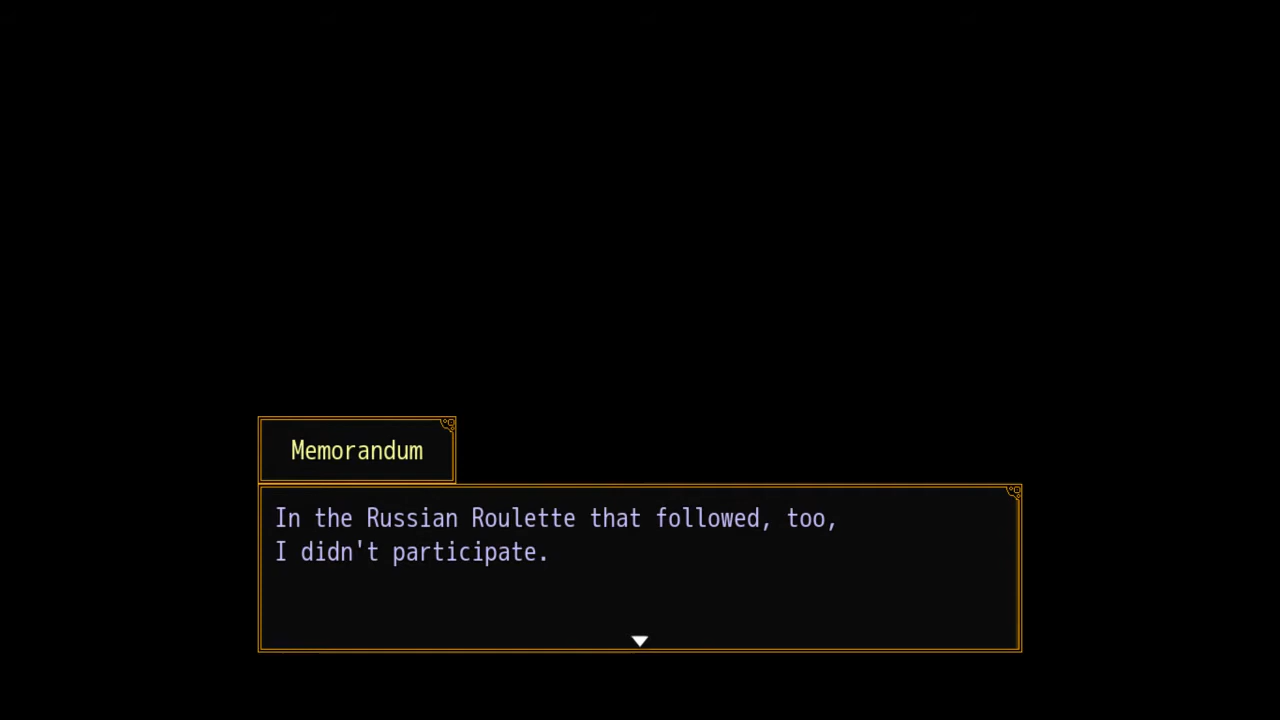 Memorandum
In the Russian Roulette that followed, too,
I didn't participate.